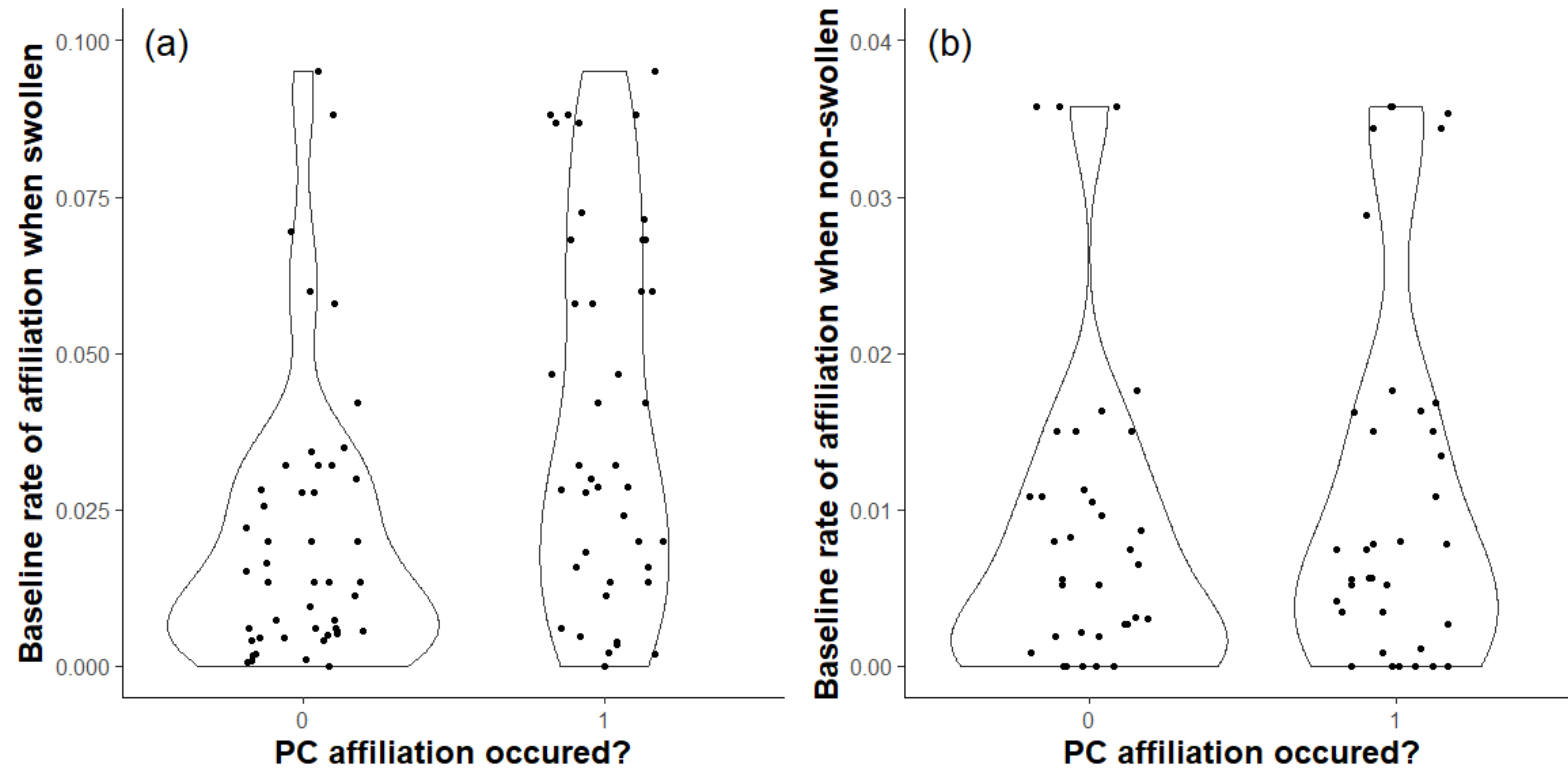 (a)
Baseline rate of affiliation when swollen
0.100
0.075
0.050
0.025
0.000
0
1
PC affiliation occured?
(b)
Baseline rate of affiliation when non-swollen
0.04
0.03
0.02
0.01
0.00
0
1
PC affiliation occured?